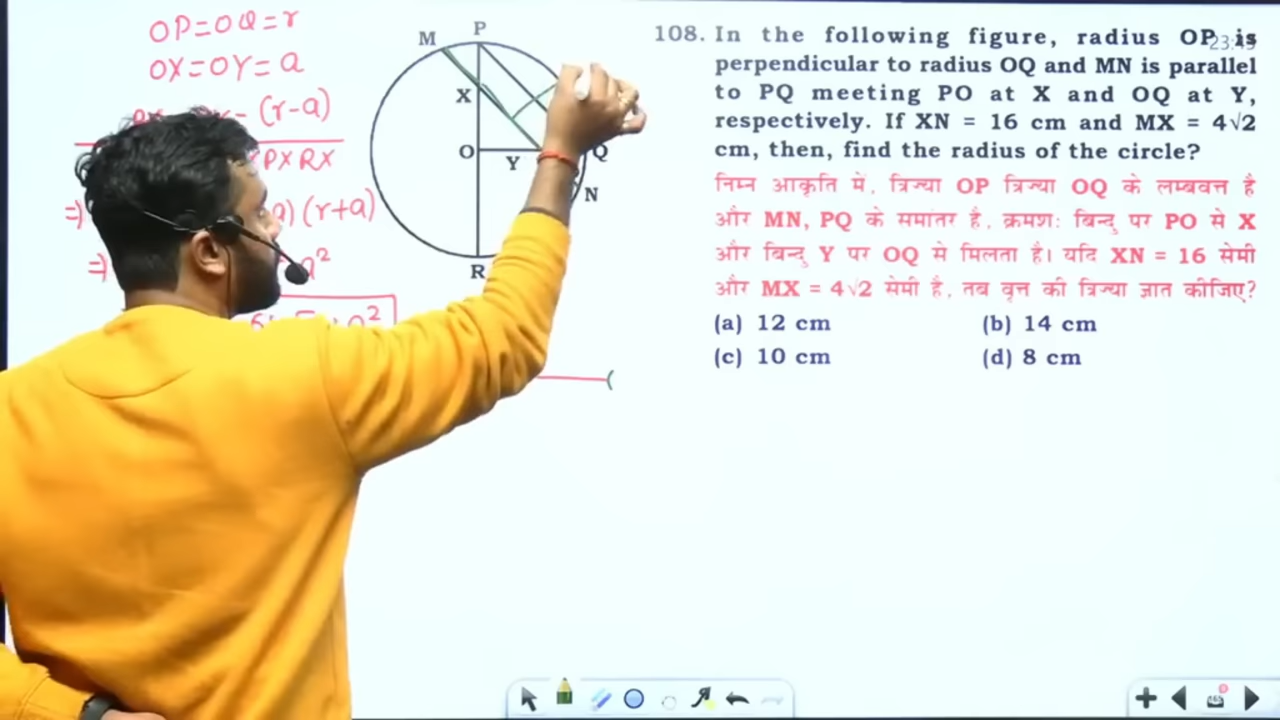 OP=OQ=r
OX=OY=a
(r-a)
PX RX
⇒
(r+a)
⇒
a²
M
P
X
O
Y
Q
N
R
108. In the following figure, radius OP is
perpendicular to radius OQ and MN is parallel
to PQ meeting PO at X and OQ at Y,
respectively. If XN = 16 cm and MX = 4√2
cm, then, find the radius of the circle?
निम्न आकृति में, त्रिज्या OP त्रिज्या OQ के लम्बवत्त है
और MN, PQ के समांतर है, क्रमशः बिन्दु पर PO से X
और बिन्दु Y पर OQ से मिलता है। यदि XN = 16 सेमी
और MX = 4√2 सेमी है, तब वृत्त की त्रिज्या ज्ञात कीजिए?
(a) 12 cm
(b) 14 cm
(c) 10 cm
(d) 8 cm